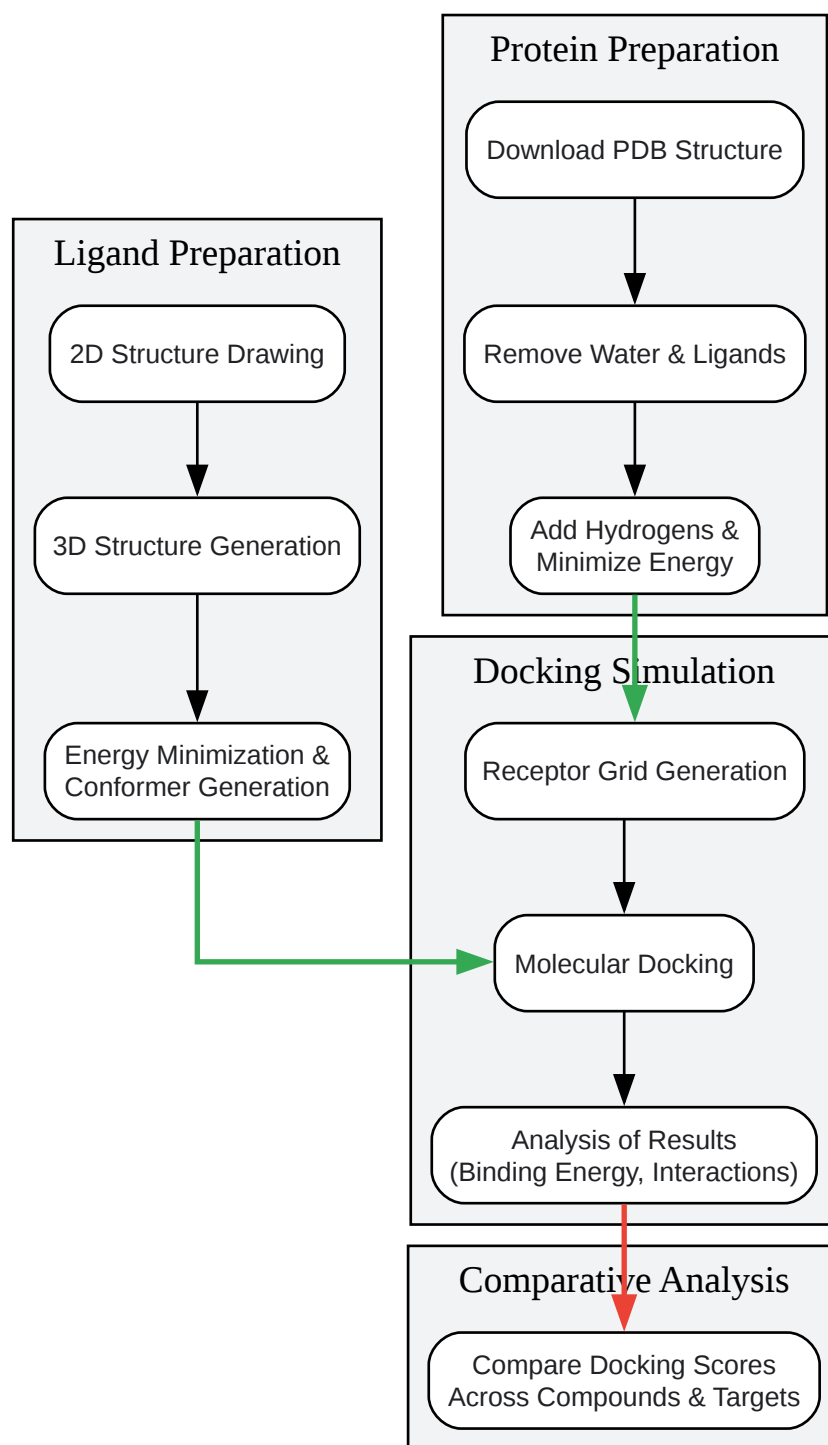 Protein Preparation
Download PDB Structure
Remove Water & Ligands
Add Hydrogens &
Minimize Energy
Ligand Preparation
2D Structure Drawing
3D Structure Generation
Energy Minimization &
Conformer Generation
Docking Simulation
Receptor Grid Generation
Molecular Docking
Analysis of Results
(Binding Energy, Interactions)
Comparative Analysis
Compare Docking Scores
Across Compounds & Targets